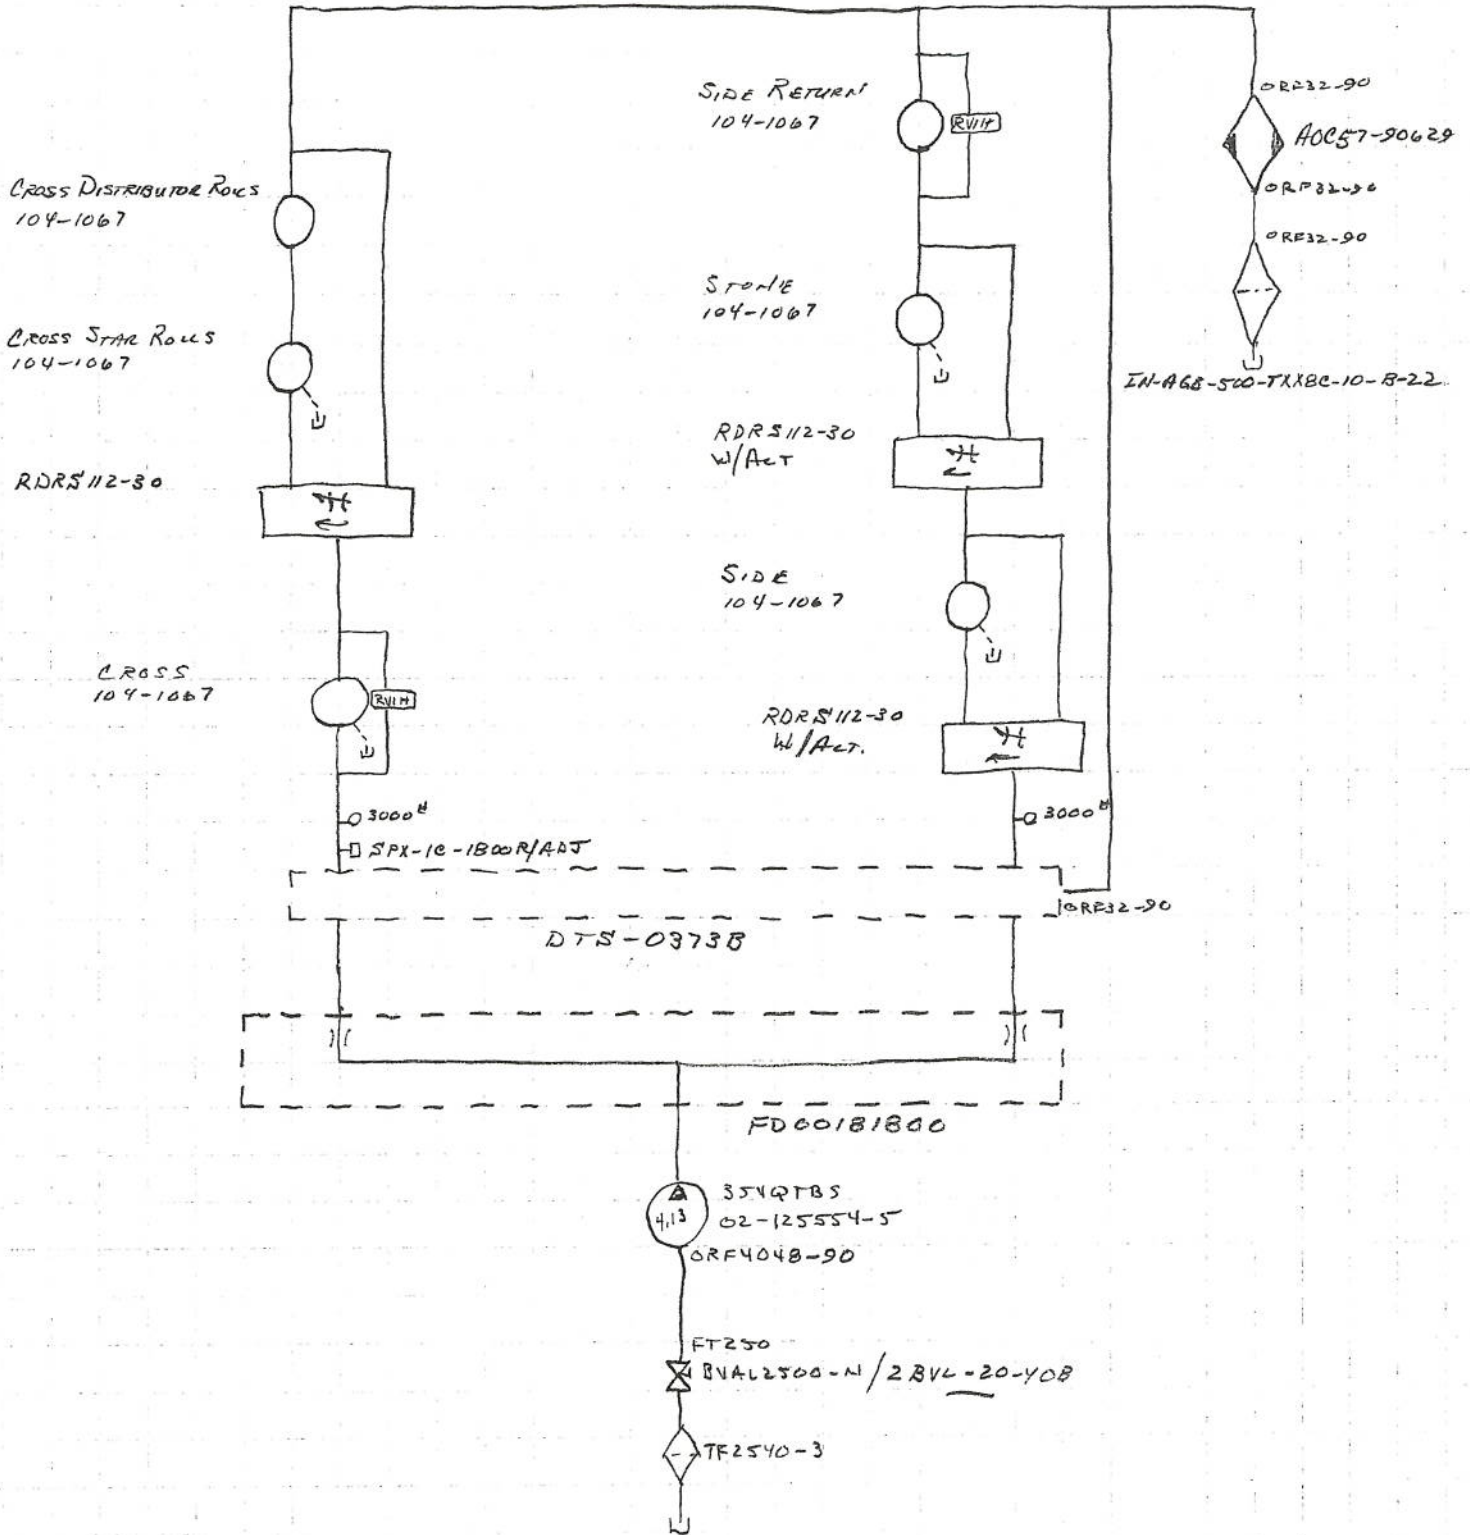 SIDE RETURN
104-1067
RV1H
ORF32-90
AOC57-90629
ORF32-90
ORF32-90
CROSS DISTRIBUTOR ROLLS
104-1067
STONE
104-1067
CROSS STAR ROLLS
104-1067
IN-AGB-500-TXXBC-10-B-22
RDRS112-30
W/ACT
RDRS112-30
SIDE
104-1067
CROSS
104-1067
RV1H
RDRS112-30
W/ACT.
3000#
3000#
SPX-1C-1800R/ADJ
ORF32-90
DTS-0373B
FD00181800
35VQTBS
4.13
02-125554-5
ORF4048-90
FT250
BVAL2500-N/2BVL-20-40B
TF2540-3